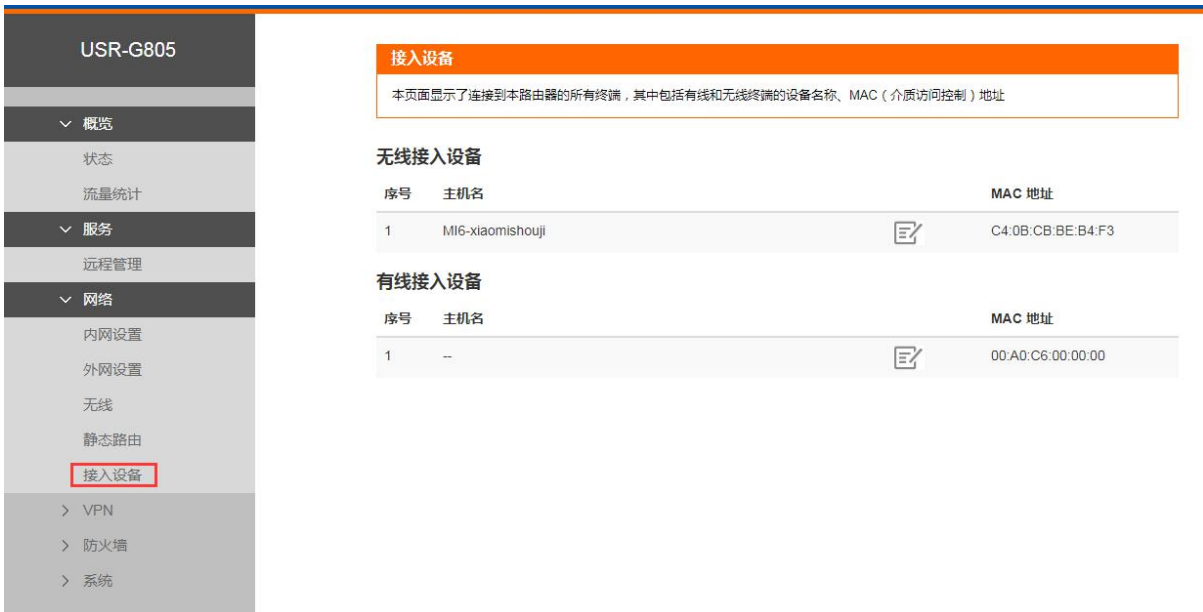 USR-G805
概览
状态
流量统计
服务
远程管理
网络
内网设置
外网设置
无线
静态路由
接入设备
VPN
防火墙
系统
接入设备
本页面显示了连接到本路由器的所有终端，其中包括有线和无线终端的设备名称、MAC（介质访问控制）地址
无线接入设备
序号 主机名 MAC 地址
1 MI6-xiaomishouji C4:0B:CB:BE:B4:F3
有线接入设备
序号 主机名 MAC 地址
1 -- 00:A0:C6:00:00:00